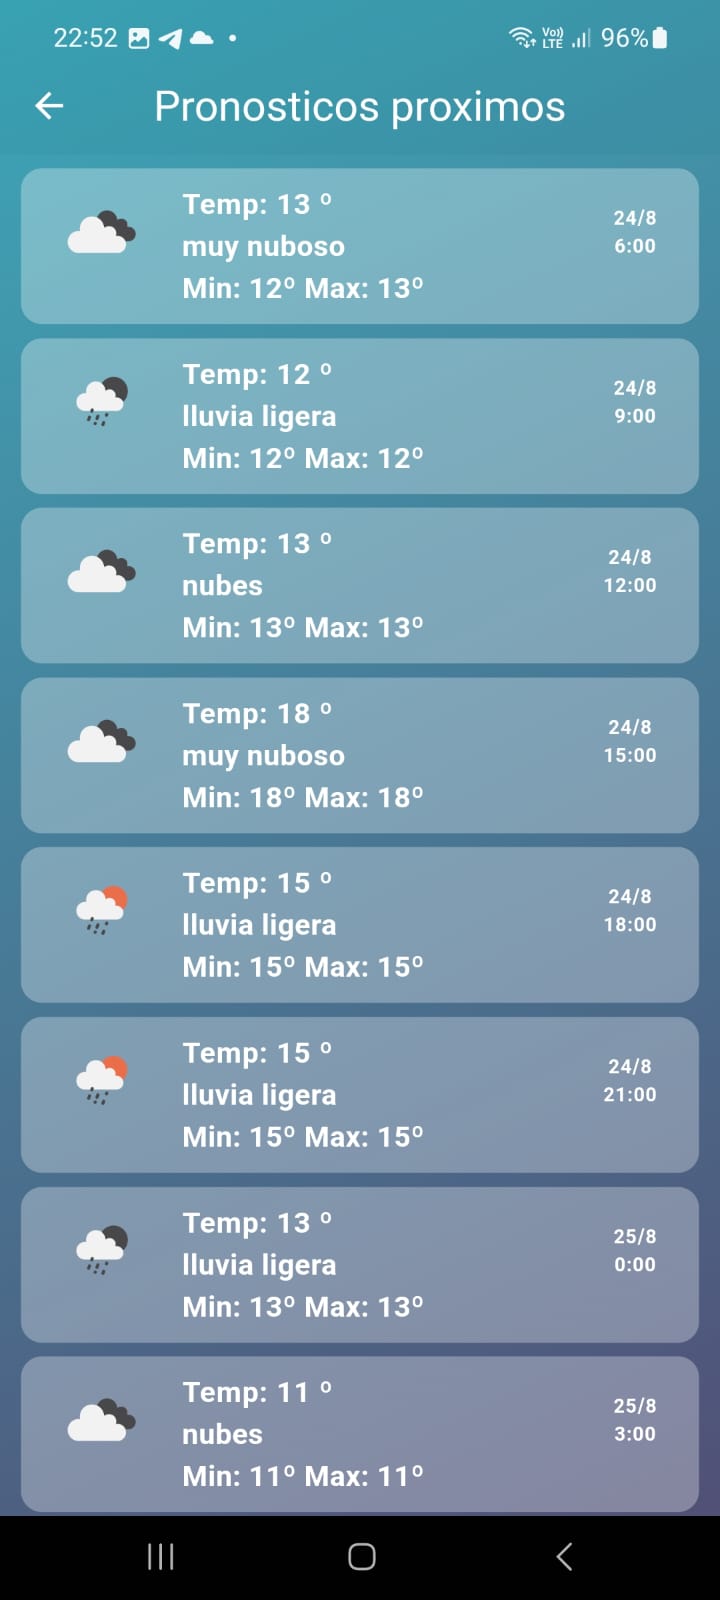 22:52 Vo)) LTE 96%
Pronosticos proximos
Temp: 13 º
muy nuboso
Min: 12º Max: 13º
24/8
6:00
Temp: 12 º
lluvia ligera
Min: 12º Max: 12º
24/8
9:00
Temp: 13 º
nubes
Min: 13º Max: 13º
24/8
12:00
Temp: 18 º
muy nuboso
Min: 18º Max: 18º
24/8
15:00
Temp: 15 º
lluvia ligera
Min: 15º Max: 15º
24/8
18:00
Temp: 15 º
lluvia ligera
Min: 15º Max: 15º
24/8
21:00
Temp: 13 º
lluvia ligera
Min: 13º Max: 13º
25/8
0:00
Temp: 11 º
nubes
Min: 11º Max: 11º
25/8
3:00